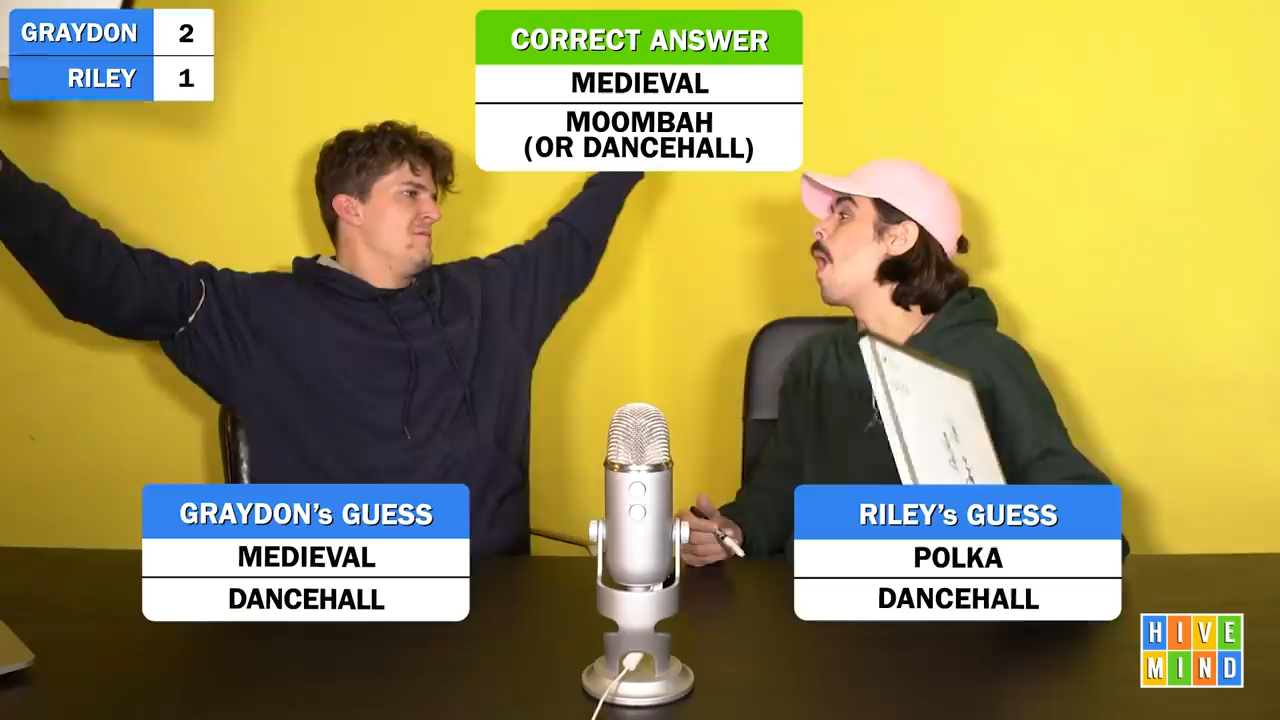 GRAYDON 2
RILEY 1
CORRECT ANSWER
MEDIEVAL
MOOMBAH
(OR DANCEHALL)
GRAYDON's GUESS
MEDIEVAL
DANCEHALL
RILEY's GUESS
POLKA
DANCEHALL
HIVE
MIND